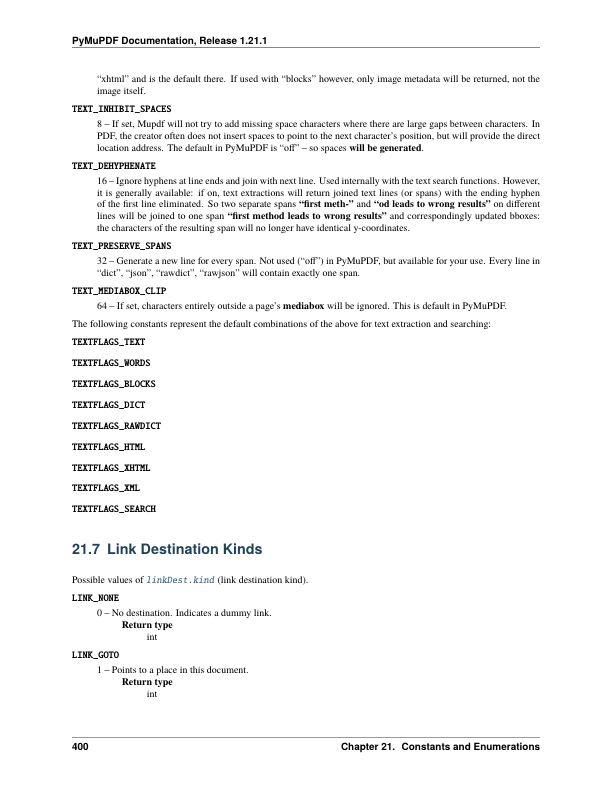 PyMuPDF Documentation, Release 1.21.1
“xhtml” and is the default there. If used with “blocks” however, only image metadata will be returned, not the
image itself.
TEXT_INHIBIT_SPACES
8 – If set, Mupdf will not try to add missing space characters where there are large gaps between characters. In
PDF, the creator often does not insert spaces to point to the next character’s position, but will provide the direct
location address. The default in PyMuPDF is “off” – so spaces will be generated.
TEXT_DEHYPHENATE
16 – Ignore hyphens at line ends and join with next line. Used internally with the text search functions. However,
it is generally available: if on, text extractions will return joined text lines (or spans) with the ending hyphen
of the first line eliminated. So two separate spans “first meth-” and “od leads to wrong results” on different
lines will be joined to one span “first method leads to wrong results” and correspondingly updated bboxes:
the characters of the resulting span will no longer have identical y-coordinates.
TEXT_PRESERVE_SPANS
32 – Generate a new line for every span. Not used (“off”) in PyMuPDF, but available for your use. Every line in
“dict”, “json”, “rawdict”, “rawjson” will contain exactly one span.
TEXT_MEDIABOX_CLIP
64 – If set, characters entirely outside a page’s mediabox will be ignored. This is default in PyMuPDF.
The following constants represent the default combinations of the above for text extraction and searching:
TEXTFLAGS_TEXT
TEXTFLAGS_WORDS
TEXTFLAGS_BLOCKS
TEXTFLAGS_DICT
TEXTFLAGS_RAWDICT
TEXTFLAGS_HTML
TEXTFLAGS_XHTML
TEXTFLAGS_XML
TEXTFLAGS_SEARCH
21.7 Link Destination Kinds
Possible values of linkDest.kind (link destination kind).
LINK_NONE
0 – No destination. Indicates a dummy link.
Return type
int
LINK_GOTO
1 – Points to a place in this document.
Return type
int
400 Chapter 21. Constants and Enumerations